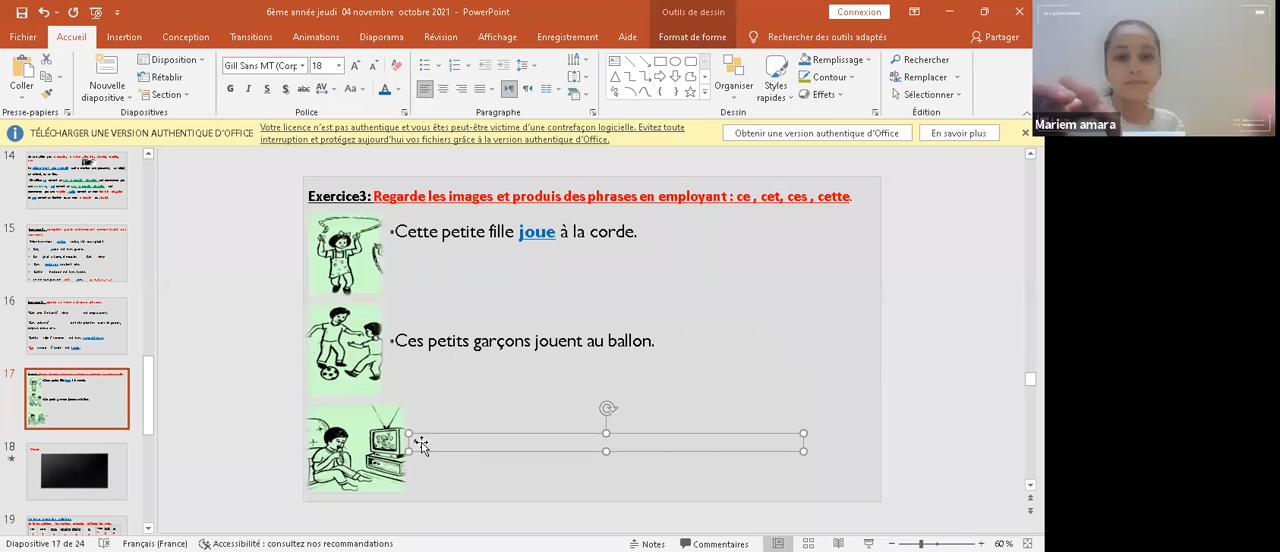 6ème année jeudi 04 novembre octobre 2021 - PowerPoint
Outils de dessin
Connexion
Fichier Accueil Insertion Conception Transitions Animations Diaporama Révision Affichage Enregistrement Aide Format de forme Rechercher des outils adaptés Partager
Coller
Nouvelle diapositive
Disposition
Rétablir
Section
Gill Sans MT (Corp 18
G I S S abc
Organiser
Styles rapides
Remplissage
Contour
Effets
Rechercher
Remplacer
Sélectionner
Presse-papiers Diapositives Police Paragraphe Dessin Édition
TÉLÉCHARGER UNE VERSION AUTHENTIQUE D'OFFICE
Votre licence n'est pas authentique et vous êtes peut-être victime d'une contrefaçon logicielle. Evitez toute
interruption et protégez aujourd'hui vos fichiers grâce à la version authentique d'Office.
Obtenir une version authentique d'Office
En savoir plus
Mariem amara
14
15
16
17
18
19
Exercice3: Regarde les images et produis des phrases en employant : ce , cet, ces , cette.
*Cette petite fille joue à la corde.
*Ces petits garçons jouent au ballon.
Diapositive 17 de 24 Français (France) Accessibilité : consultez nos recommandations Notes Commentaires 60 %